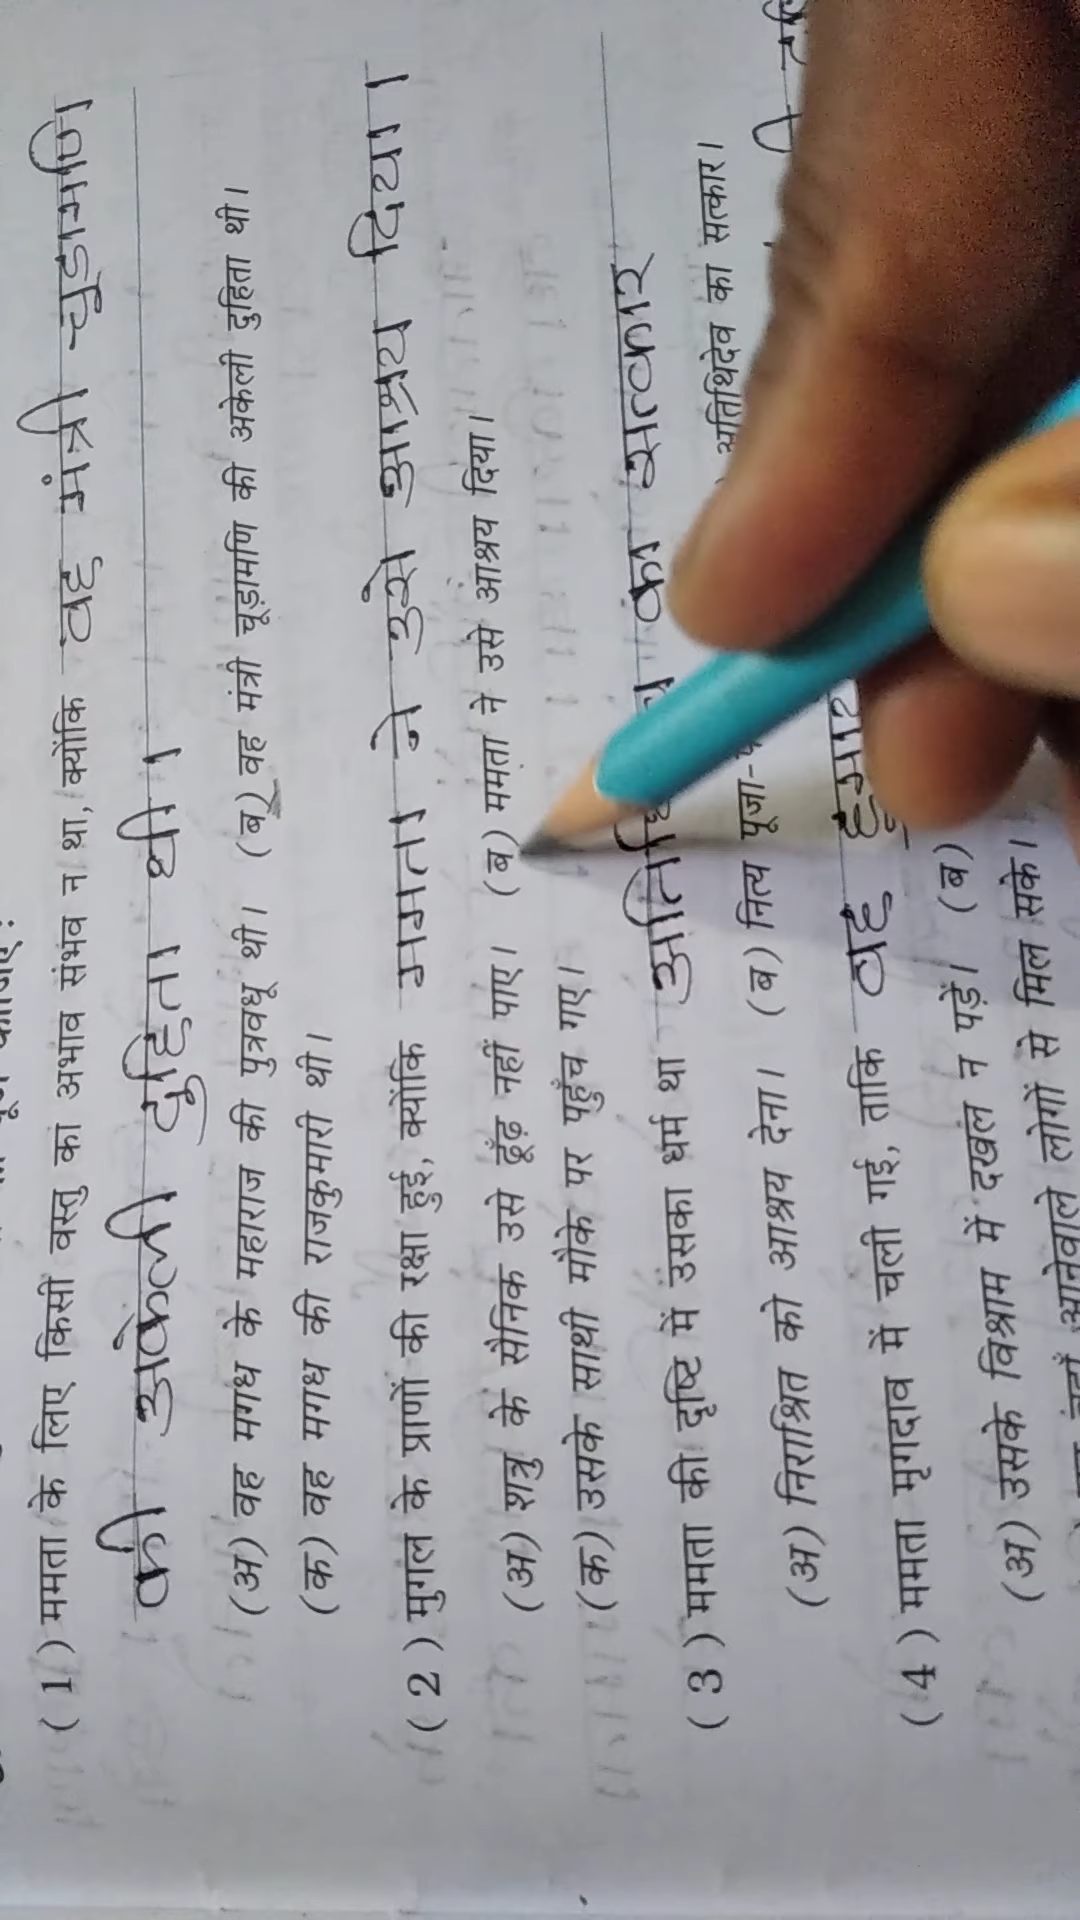 ( 1 ) ममता के लिए किसी वस्तु का अभाव संभव न था, क्योंकि वह मंत्री चुडामणि
की अकेली दुहिता थी।
(अ) वह मगध के महाराज की पुत्रवधू थी। (ब) वह मंत्री चूड़ामणि की अकेली दुहिता थी।
(क) वह मगध की राजकुमारी थी।
( 2 ) मुगल के प्राणों की रक्षा हुई, क्योंकि ममता ने उसे आश्रय दिया।
(अ) शत्रु के सैनिक उसे ढूंढ़ नहीं पाए। (ब) ममता ने उसे आश्रय दिया।
(क) उसके साथी मौके पर पहुँच गए।
( 3 ) ममता की दृष्टि में उसका धर्म था का सत्कार
(अ) निराश्रित को आश्रय देना। (ब) नित्य अतिथिदेव का सत्कार।
( 4 ) ममता मृगदाव में चली गई, ताकि वह
(अ) उसके विश्राम में दखल न पड़े। (ब)
आनेवाले लोगों से मिल सके।